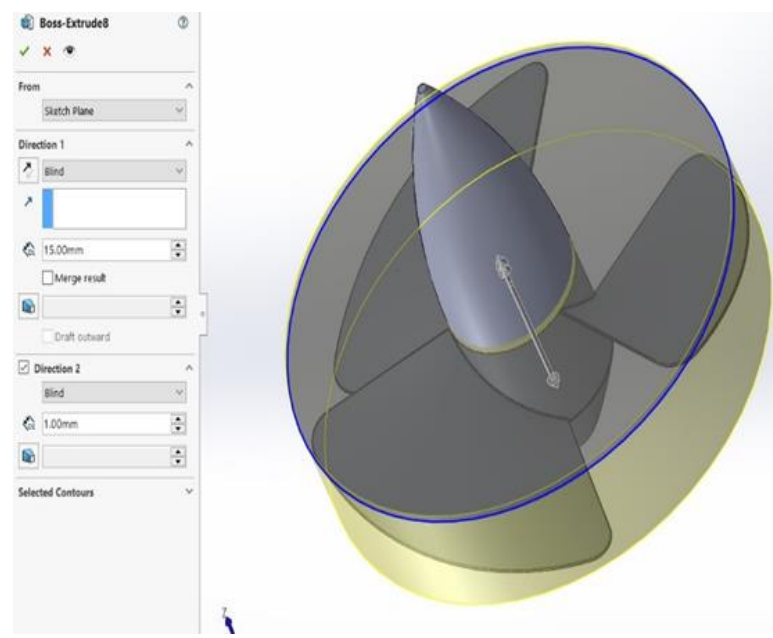 Boss-Extrude8
From
Sketch Plane
Direction 1
Blind
15.00mm
Merge result
Draft outward
Direction 2
Blind
1.00mm
Selected Contours
Z